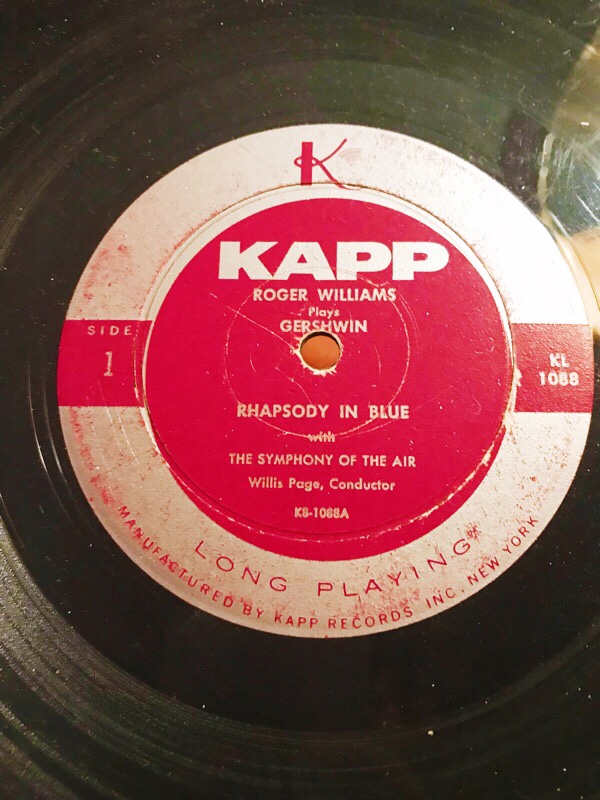 K
KAPP
ROGER WILLIAMS
Plays
GERSHWIN
SIDE
1
KL
1088
RHAPSODY IN BLUE
with
THE SYMPHONY OF THE AIR
Willis Page, Conductor
K8-1088A
LONG PLAYING
MANUFACTURED BY KAPP RECORDS INC. NEW YORK